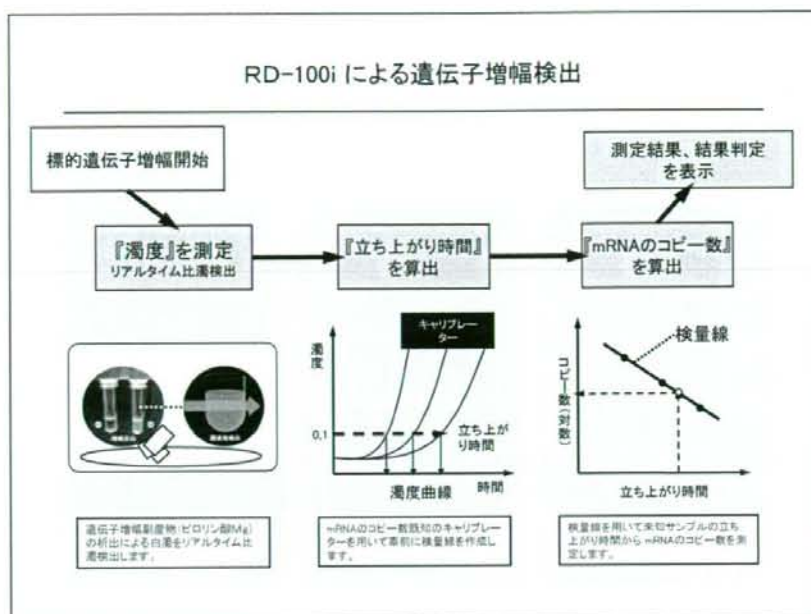 RD-100i による遺伝子増幅検出
標的遺伝子増幅開始
測定結果、結果判定
を表示
『濁度』を測定
リアルタイム比濁検出
『立ち上がり時間』
を算出
『mRNAのコピー数』
を算出
濁度
キャリブレー
ター
0.1
立ち上が
り時間
濁度曲線
時間
コピー数(対数)
検量線
立ち上がり時間
遺伝子増幅副産物(ピロリン酸Mg)
の析出による白濁をリアルタイム比
濁検出します。
mRNAのコピー数既知のキャリブレー
ターを用いて事前に検量線を作成し
ます。
検量線を用いて未知サンプルの立ち
上がり時間から mRNAのコピー数を測
定します。